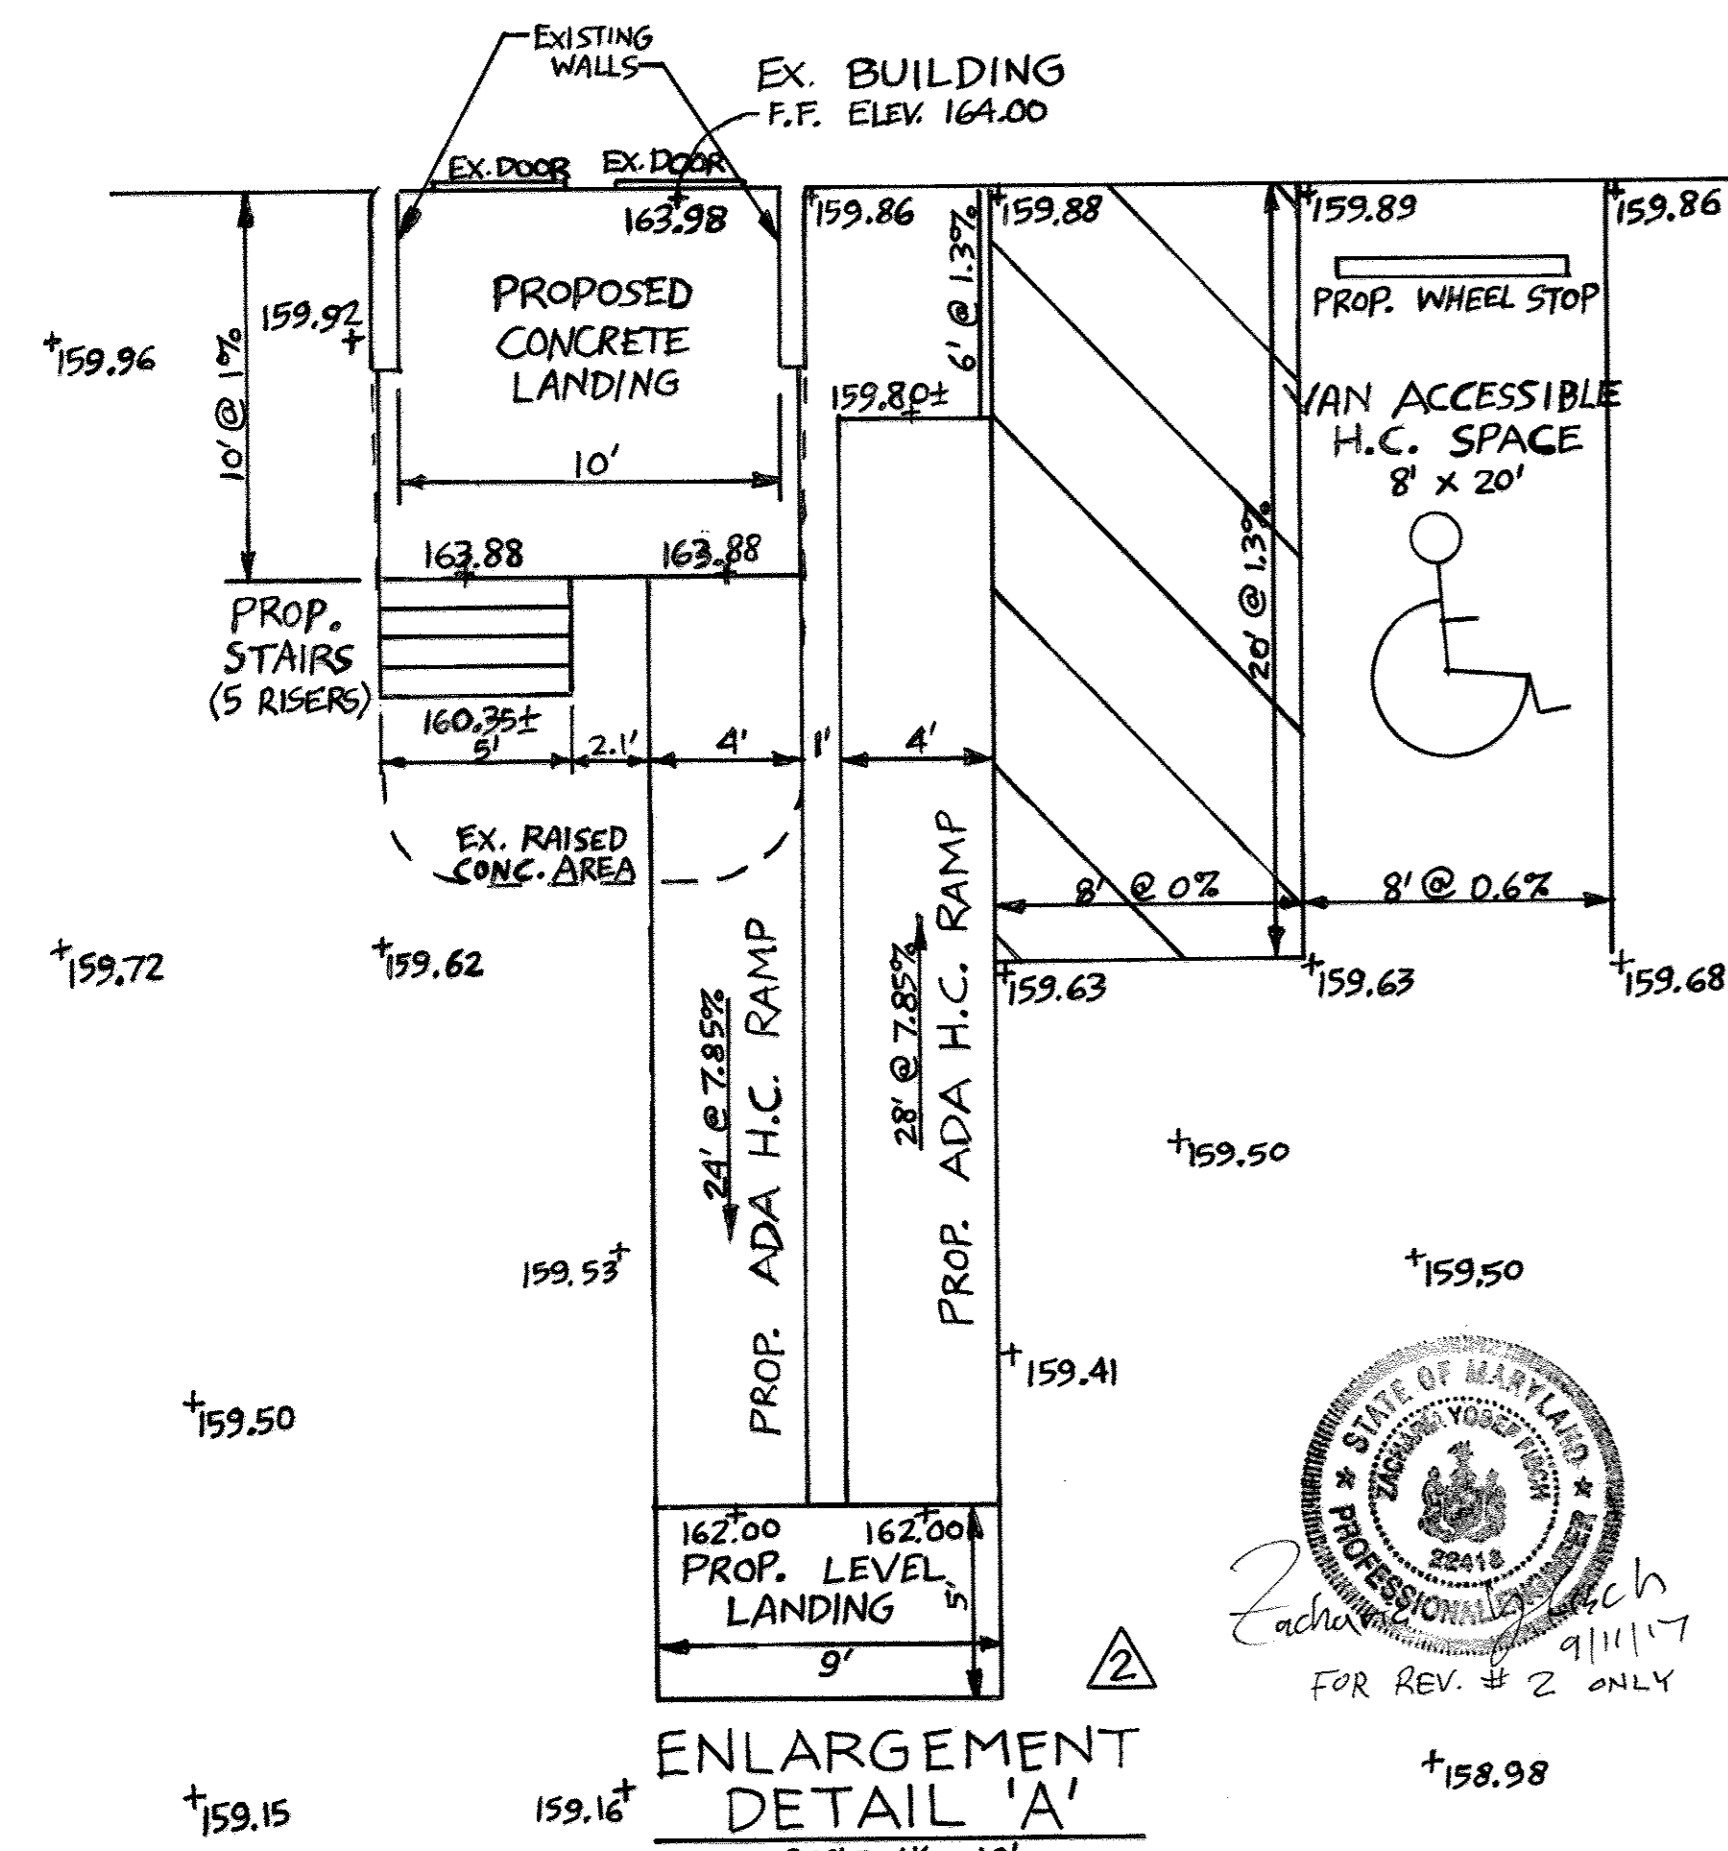 EXISTING
WALLS
EX. BUILDING
F.F. ELEV. 164.00
EX. DOOR EX. DOOR
163.98
159.86
159.88
159.89
159.86
10' @ 1%
159.92
159.96
PROPOSED
CONCRETE
LANDING
10'
6' @ 1.3%
159.80±
PROP. WHEEL STOP
VAN ACCESSIBLE
H.C. SPACE
8' x 20'
20' @ 1.3%
163.88
163.88
PROP.
STAIRS
(5 RISERS)
160.35±
5'
2.1'
4'
1'
4'
EX. RAISED
CONC. AREA
8' @ 0%
8' @ 0.6%
159.72
159.62
24' @ 7.85%
PROP. ADA H.C. RAMP
28' @ 7.85%
PROP. ADA H.C. RAMP
159.63
159.63
159.68
159.50
159.53
159.50
159.41
159.50
162.00
162.00
PROP. LEVEL
LANDING
5'
9'
2
STATE OF MARYLAND
PROFESSIONAL
22418
9/11/17
FOR REV. # 2 ONLY
ENLARGEMENT
DETAIL 'A'
159.15
159.16
158.98